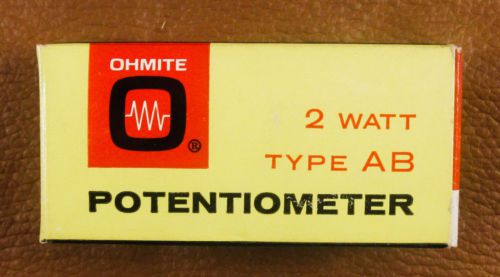 OHMITE
®
2 WATT
TYPE AB
POTENTIOMETER